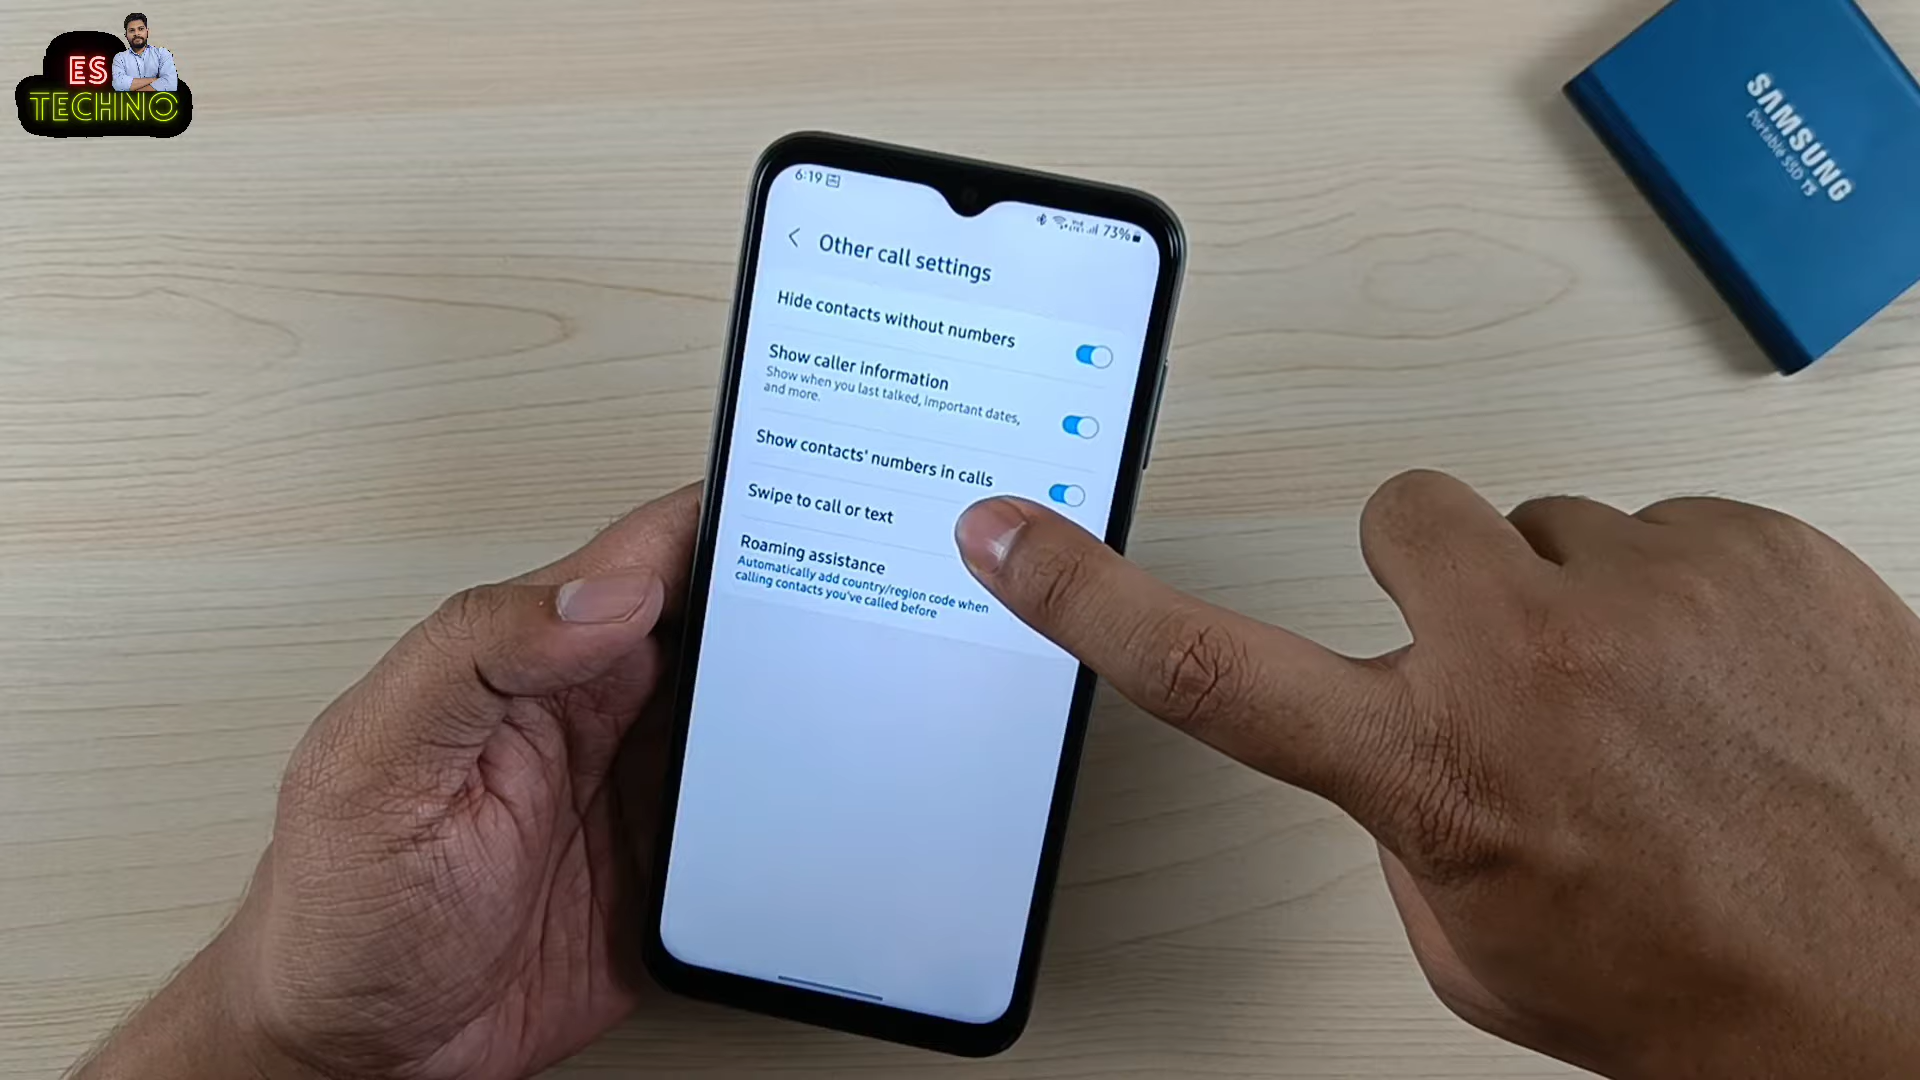 ES
TECHNO
SAMSUNG
Portable SSD T5
6:19
73%
Other call settings
Hide contacts without numbers
Show caller information
Show when you last talked, important dates,
and more.
Show contacts' numbers in calls
Swipe to call or text
Roaming assistance
Automatically add country/region code when
calling contacts you've called before